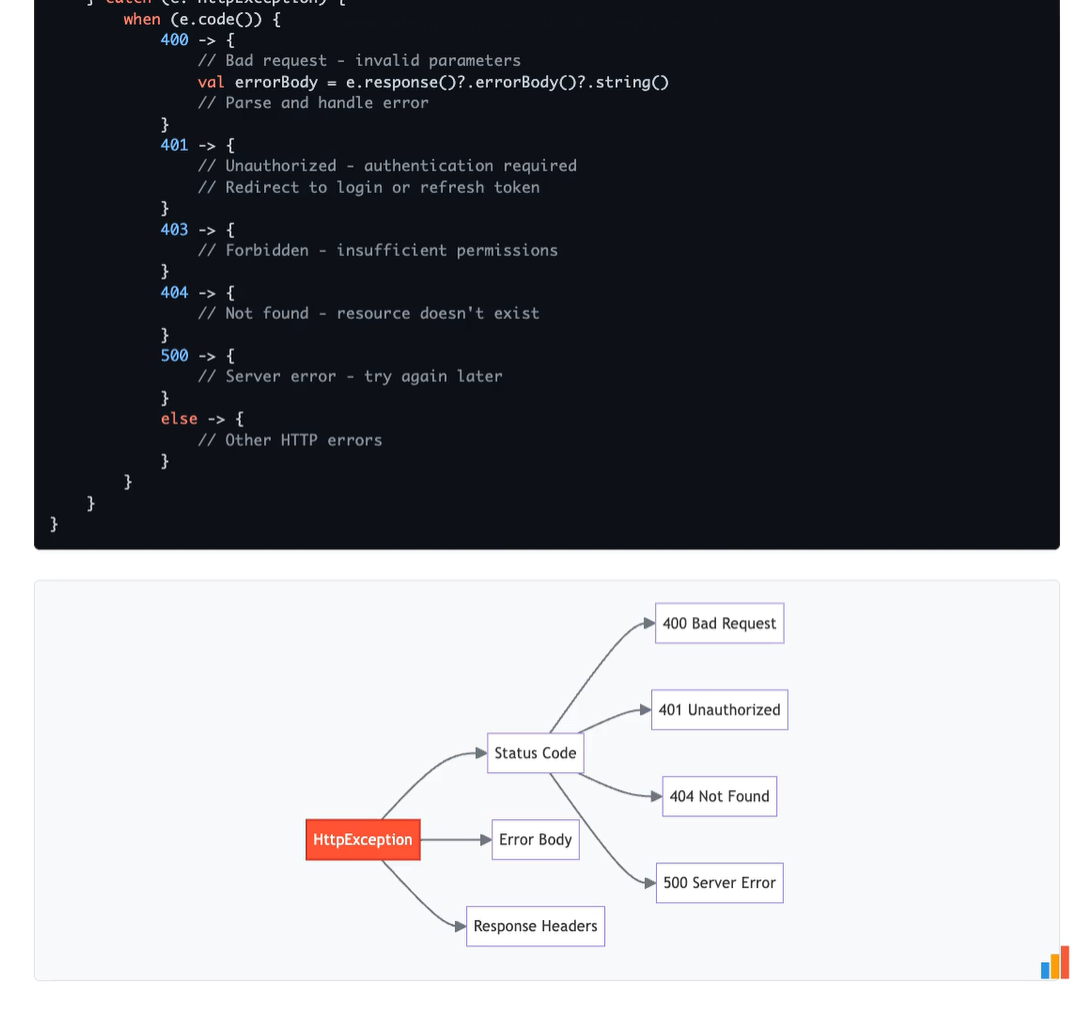 } catch (e: HttpException) {
when (e.code()) {
400 -> {
// Bad request - invalid parameters
val errorBody = e.response()?.errorBody()?.string()
// Parse and handle error
}
401 -> {
// Unauthorized - authentication required
// Redirect to login or refresh token
}
403 -> {
// Forbidden - insufficient permissions
}
404 -> {
// Not found - resource doesn't exist
}
500 -> {
// Server error - try again later
}
else -> {
// Other HTTP errors
}
}
}
}
400 Bad Request
401 Unauthorized
Status Code
404 Not Found
HttpException
Error Body
500 Server Error
Response Headers